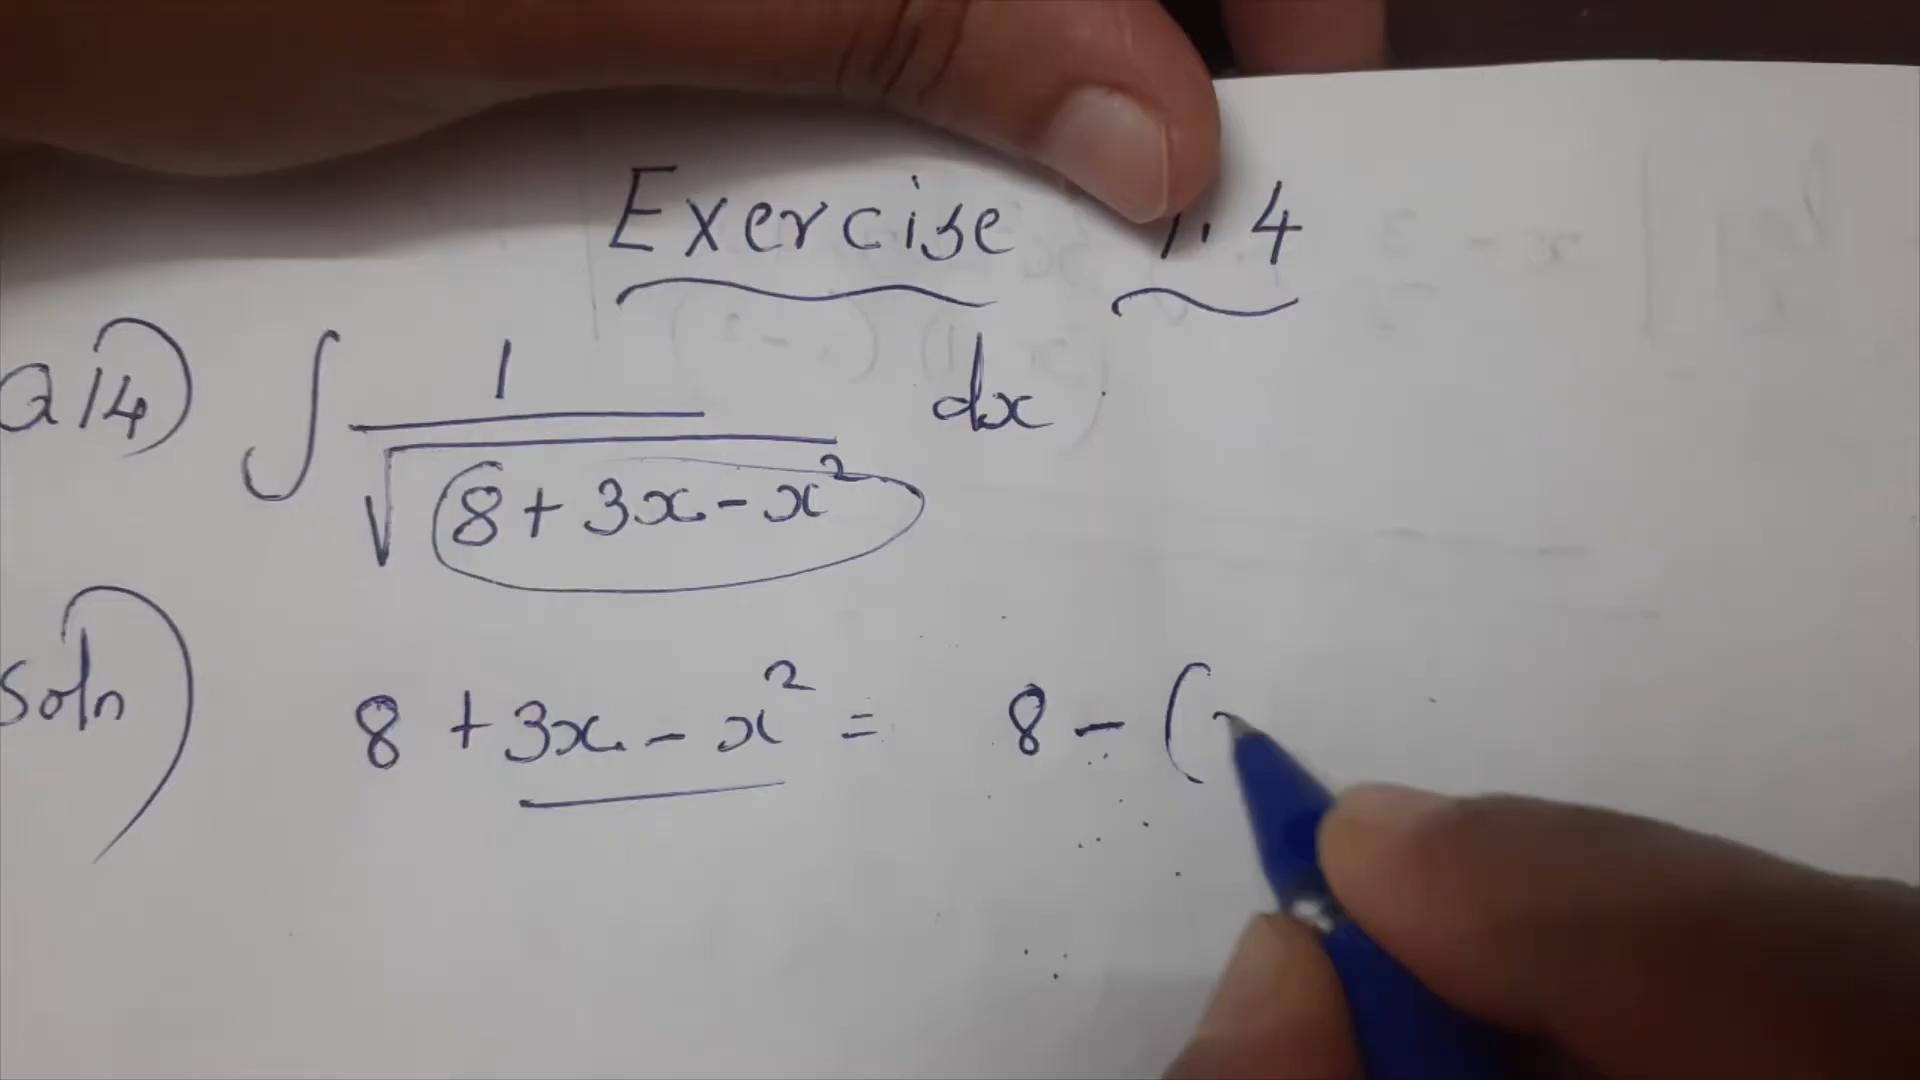 Exercise 7.4
Q14) ∫ 1/√(8+3x-x²) dx
Soln) 8+3x-x² = 8-(